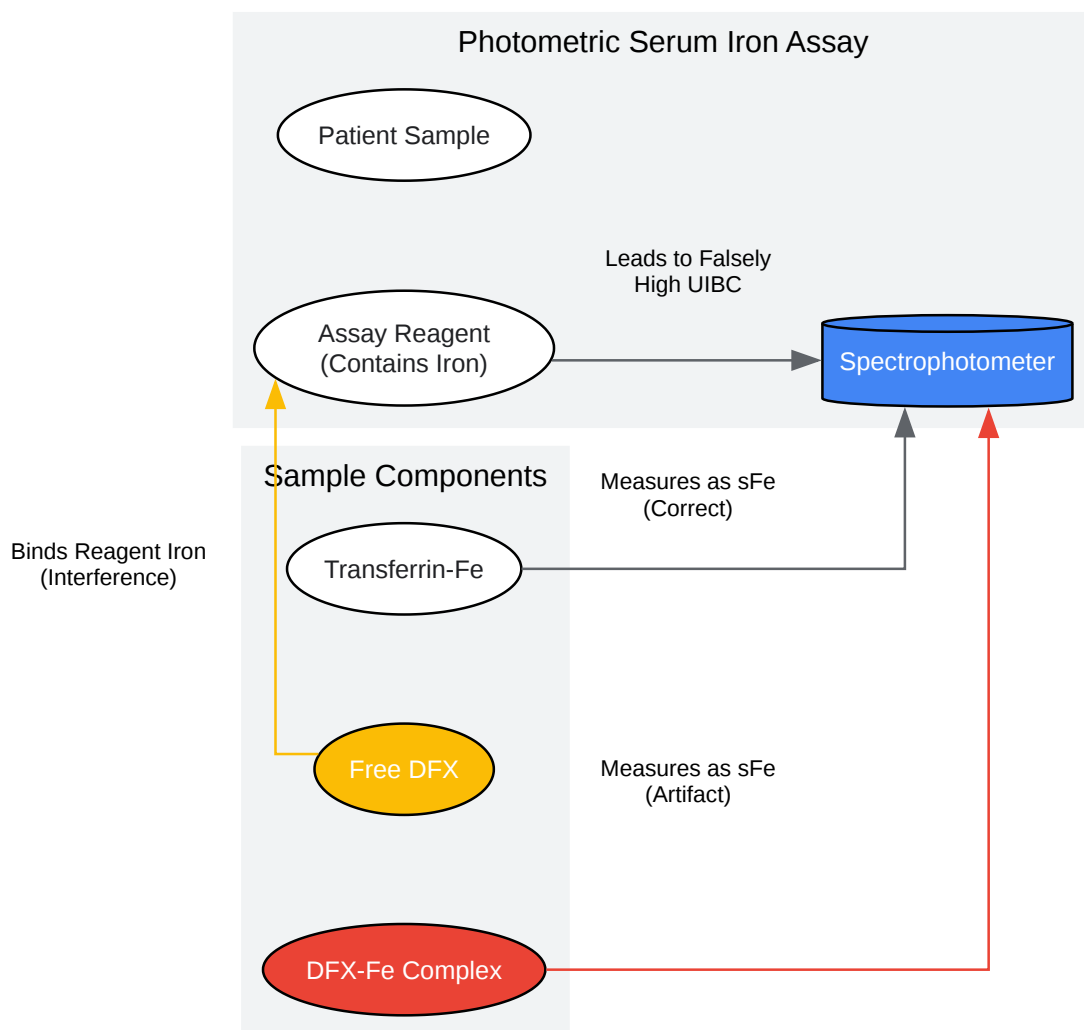 Photometric Serum Iron Assay
Patient Sample
Leads to Falsely
High UIBC
Assay Reagent
(Contains Iron)
Spectrophotometer
Sample Components
Measures as sFe
(Correct)
Binds Reagent Iron
(Interference)
Transferrin-Fe
Free DFX
Measures as sFe
(Artifact)
DFX-Fe Complex